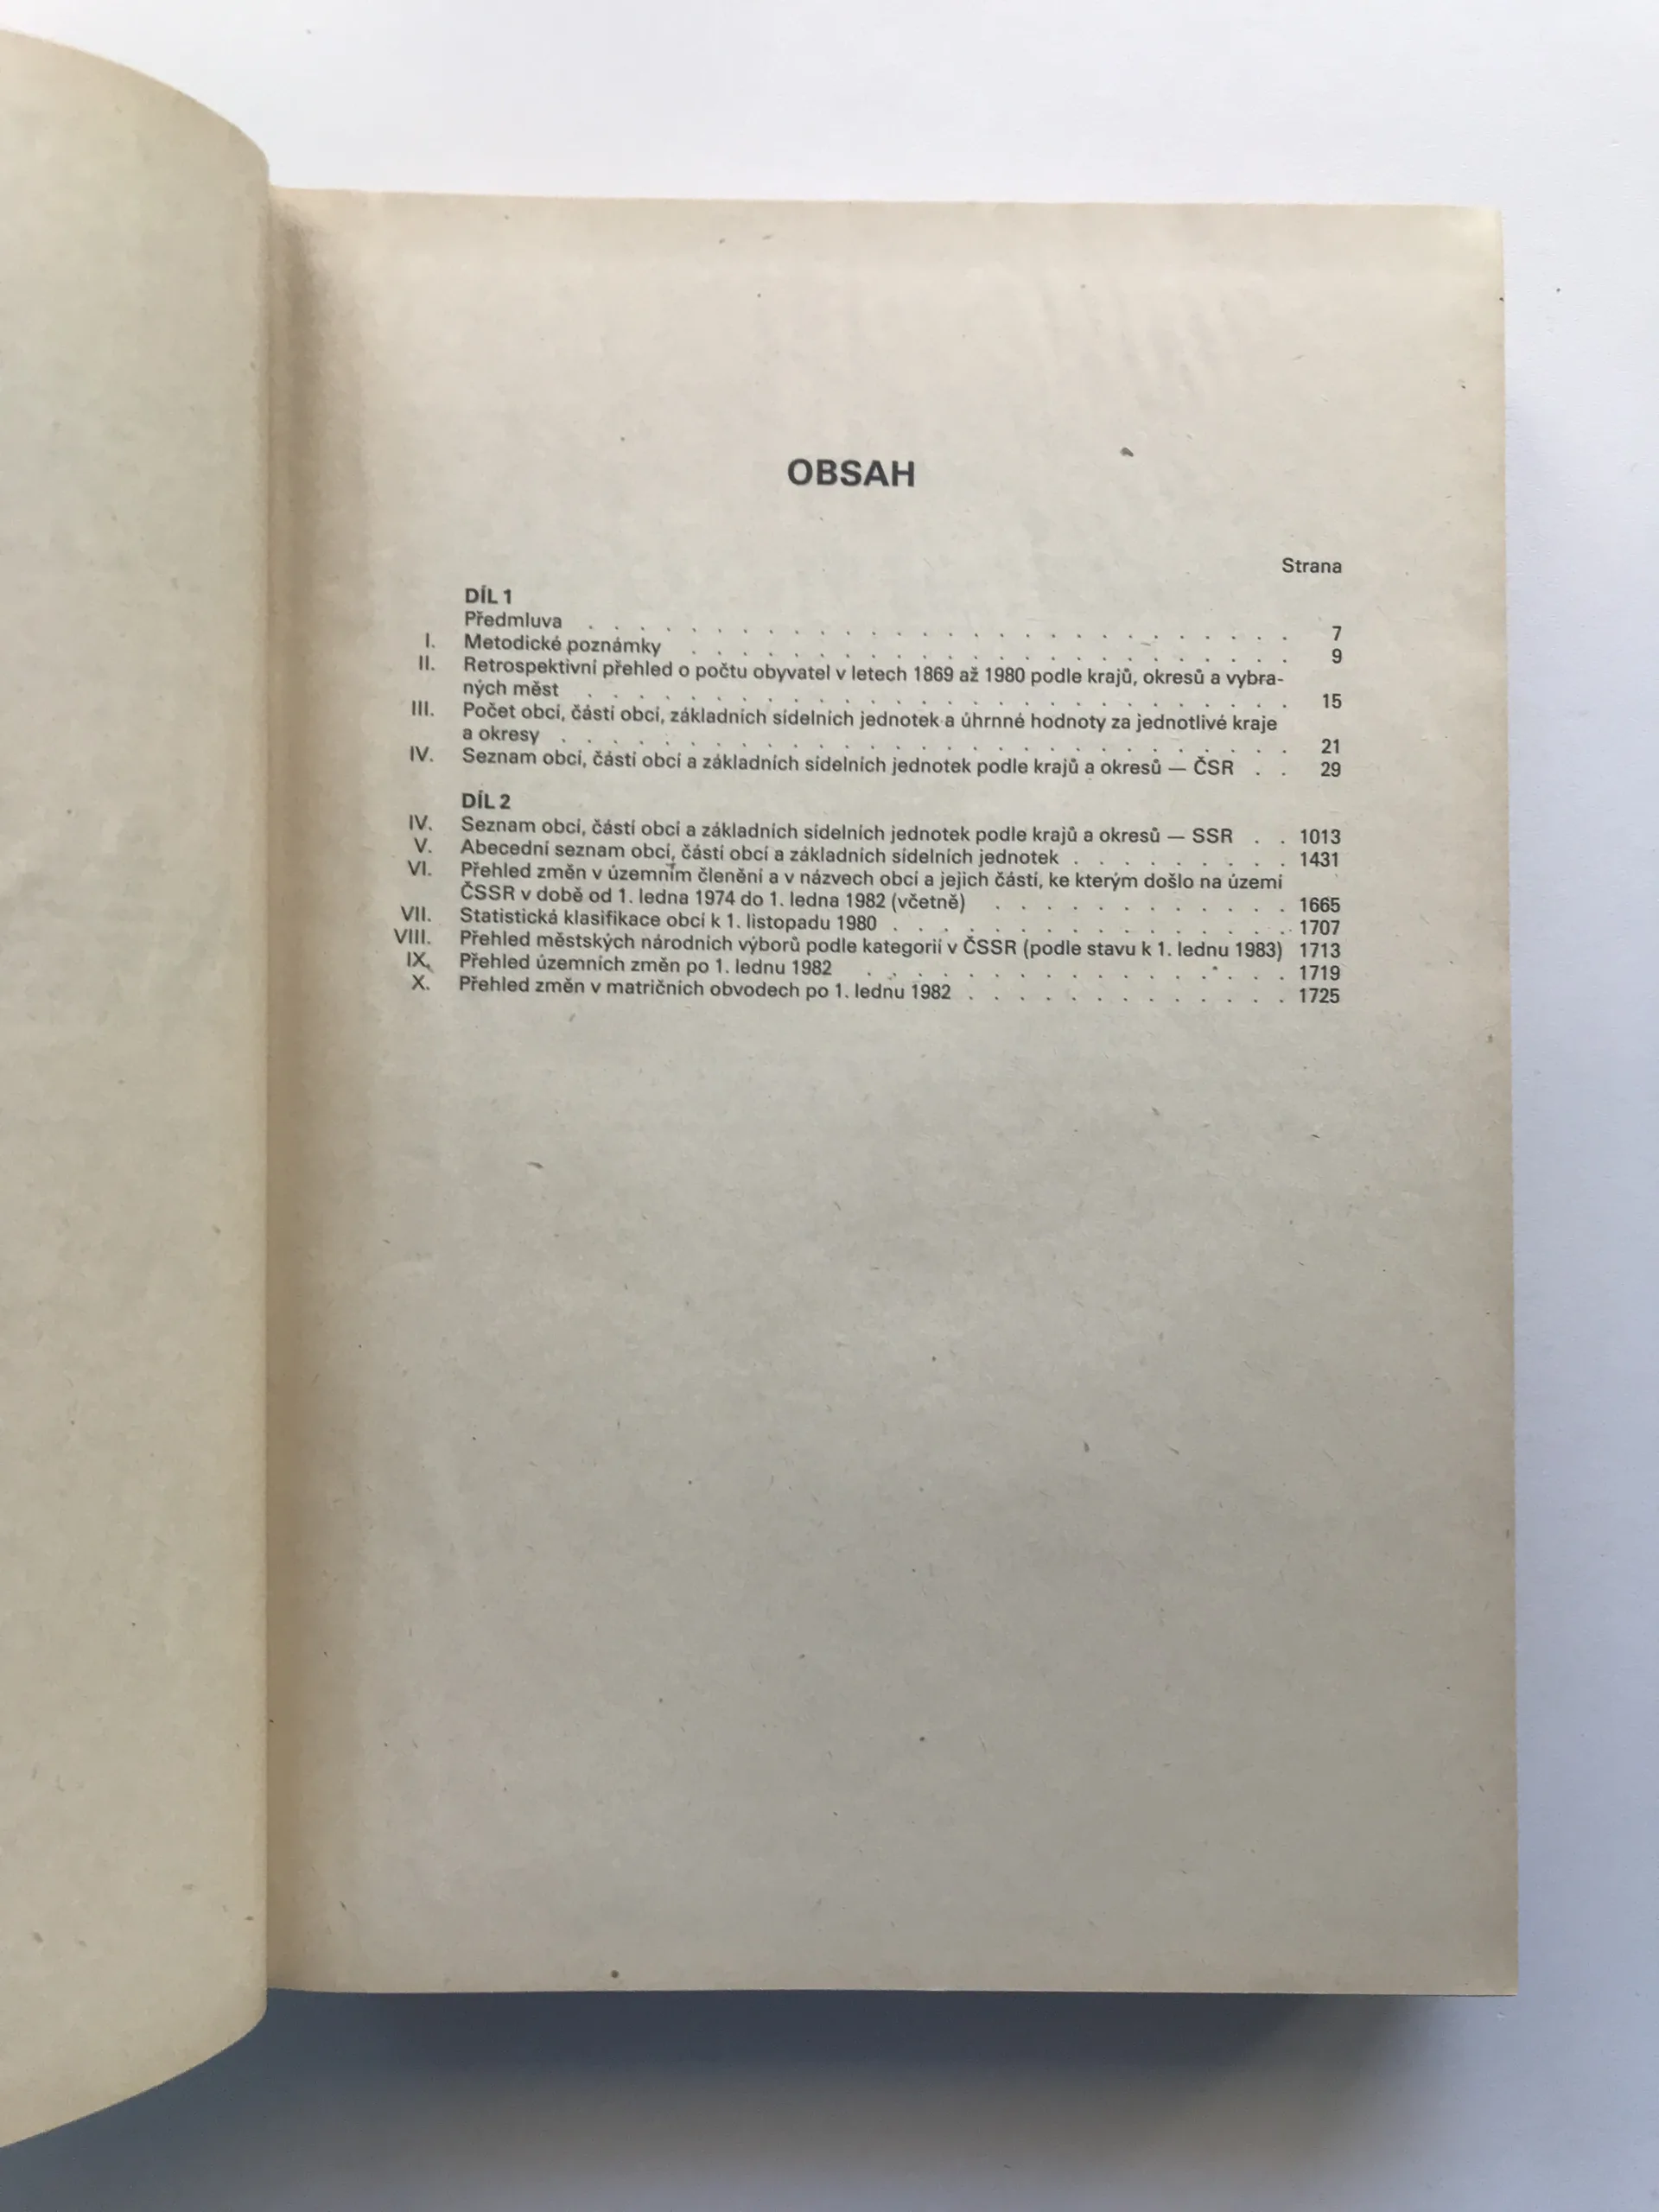 OBSAH
Strana
DÍL 1
Předmluva . . . . . . . . . . . . . . . . . . . . . . . . . . . . 7
I. Metodické poznámky . . . . . . . . . . . . . . . . . . . . . . . . 9
II. Retrospektivní přehled o počtu obyvatel v letech 1869 až 1980 podle krajů, okresů a vybra-
ných měst . . . . . . . . . . . . . . . . . . . . . . . . . . . . 15
III. Počet obcí, částí obcí, základních sídelních jednotek a úhrnné hodnoty za jednotlivé kraje
a okresy . . . . . . . . . . . . . . . . . . . . . . . . . . . . . 21
IV. Seznam obcí, částí obcí a základních sídelních jednotek podle krajů a okresů — ČSR . . 29
DÍL 2
IV. Seznam obcí, částí obcí a základních sídelních jednotek podle krajů a okresů — SSR . . 1013
V. Abecední seznam obcí, částí obcí a základních sídelních jednotek . . . . . . . . . 1431
VI. Přehled změn v územním členění a v názvech obcí a jejich částí, ke kterým došlo na území
ČSSR v době od 1. ledna 1974 do 1. ledna 1982 (včetně) . . . . . . . . . . . . 1665
VII. Statistická klasifikace obcí k 1. listopadu 1980 . . . . . . . . . . . . . . . . 1707
VIII. Přehled městských národních výborů podle kategorií v ČSSR (podle stavu k 1. lednu 1983) 1713
IX. Přehled územních změn po 1. lednu 1982 . . . . . . . . . . . . . . . . . 1719
X. Přehled změn v matričních obvodech po 1. lednu 1982 . . . . . . . . . . . . . 1725